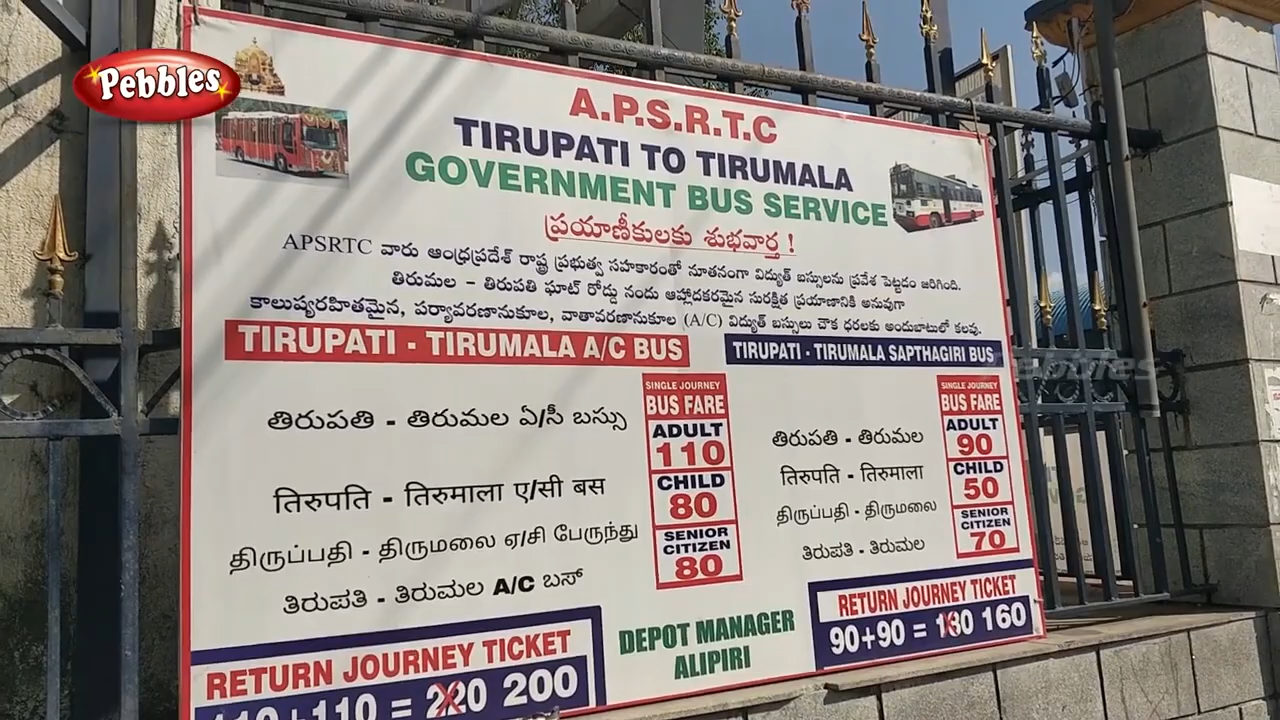 Pebbles
A.P.S.R.T.C
TIRUPATI TO TIRUMALA
GOVERNMENT BUS SERVICE
ప్రయాణీకులకు శుభవార్త !
APSRTC వారు ఆంధ్రప్రదేశ్ రాష్ట్ర ప్రభుత్వ సహకారంతో నూతనంగా విద్యుత్ బస్సులను ప్రవేశ పెట్టడం జరిగింది.
తిరుమల – తిరుపతి ఘాట్ రోడ్డు నందు ఆహ్లాదకరమైన సురక్షిత ప్రయాణానికి అనువుగా
కాలుష్యరహితమైన, పర్యావరణానుకూల, వాతావరణానుకూల (A/C) విద్యుత్ బస్సులు చౌక ధరలకు అందుబాటులో కలవు.
TIRUPATI - TIRUMALA A/C BUS
తిరుపతి - తిరుమల ఏ/సీ బస్సు
तिरुपति - तिरुमाला ए/सी बस
திருப்பதி - திருமலை ஏ/சி பேருந்து
ತಿರುಪತಿ - ತಿರುಮಲ A/C ಬಸ್
SINGLE JOURNEY
BUS FARE
ADULT
110
CHILD
80
SENIOR
CITIZEN
80
RETURN JOURNEY TICKET
110+110 = 220 200
DEPOT MANAGER
ALIPIRI
TIRUPATI - TIRUMALA SAPTHAGIRI BUS
తిరుపతి - తిరుమల
तिरुपति - तिरुमाला
திருப்பதி - திருமலை
ತಿರುಪತಿ - ತಿರುಮಲ
SINGLE JOURNEY
BUS FARE
ADULT
90
CHILD
50
SENIOR
CITIZEN
70
RETURN JOURNEY TICKET
90+90 = 180 160
Pebbles